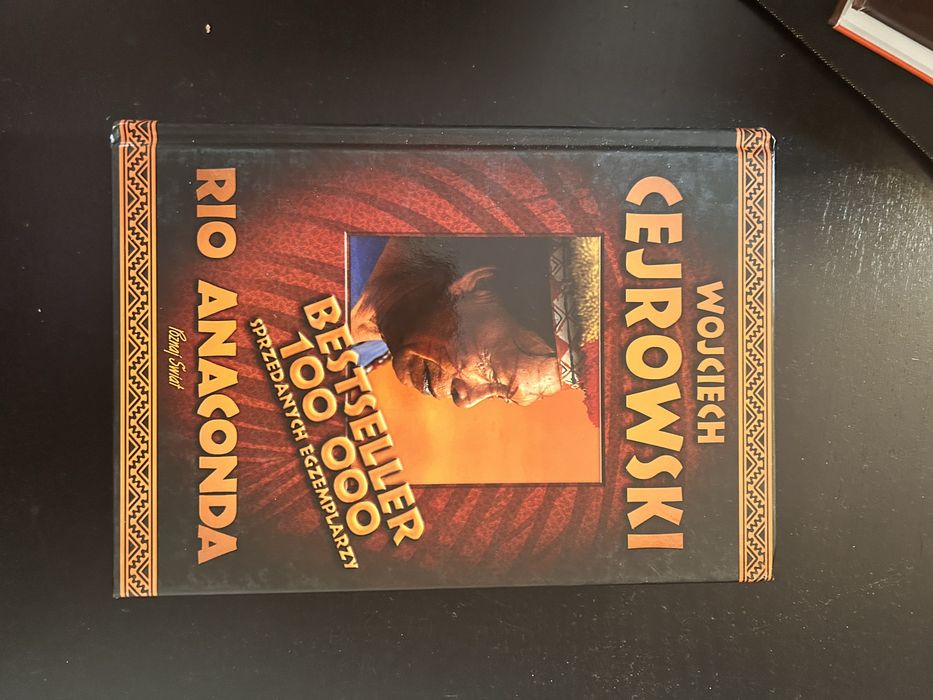 WOJCIECH
CEJROWSKI
BESTSELLER
100 000
SPRZEDANYCH EGZEMPLARZY
RIO ANACONDA
Poznaj Świat